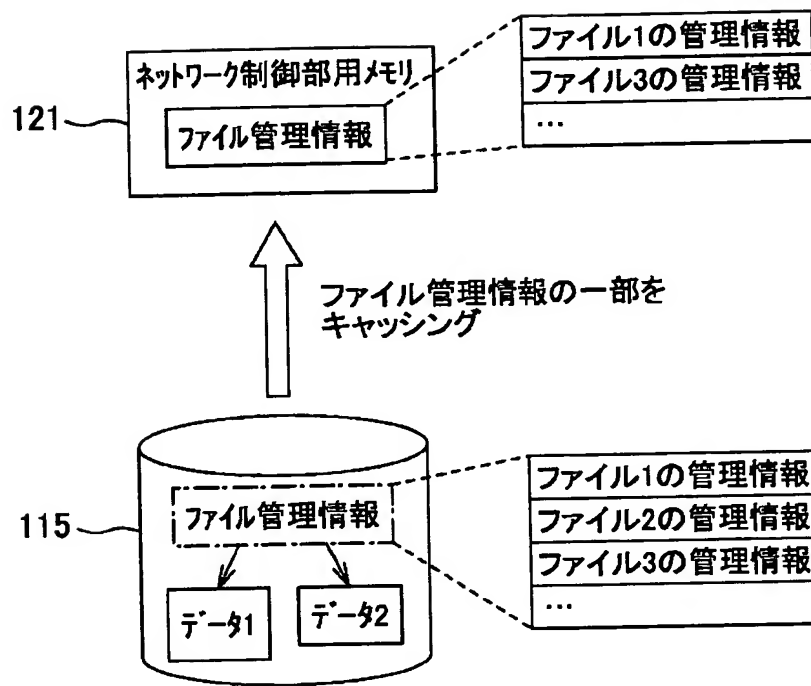 ネットワーク制御部用メモリ
ファイル管理情報
121
ファイル1の管理情報
ファイル3の管理情報
…
ファイル管理情報の一部を
キャッシング
115
ファイル管理情報
データ1
データ2
ファイル1の管理情報
ファイル2の管理情報
ファイル3の管理情報
…